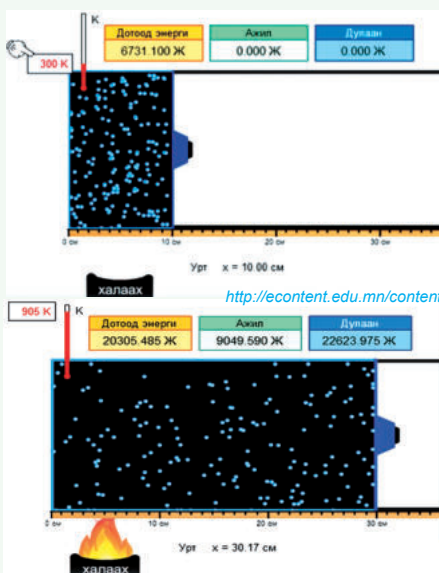 K
300 K
Дотоод энерги
6731.100 Ж
Ажил
0.000 Ж
Дулаан
0.000 Ж
0 см 10 см 20 см 30 см
Урт x = 10.00 см
халаах
http://econtent.edu.mn/content
905 K
K
Дотоод энерги
20305.485 Ж
Ажил
9049.590 Ж
Дулаан
22623.975 Ж
0 см 10 см 20 см 30 см
Урт x = 30.17 см
халаах